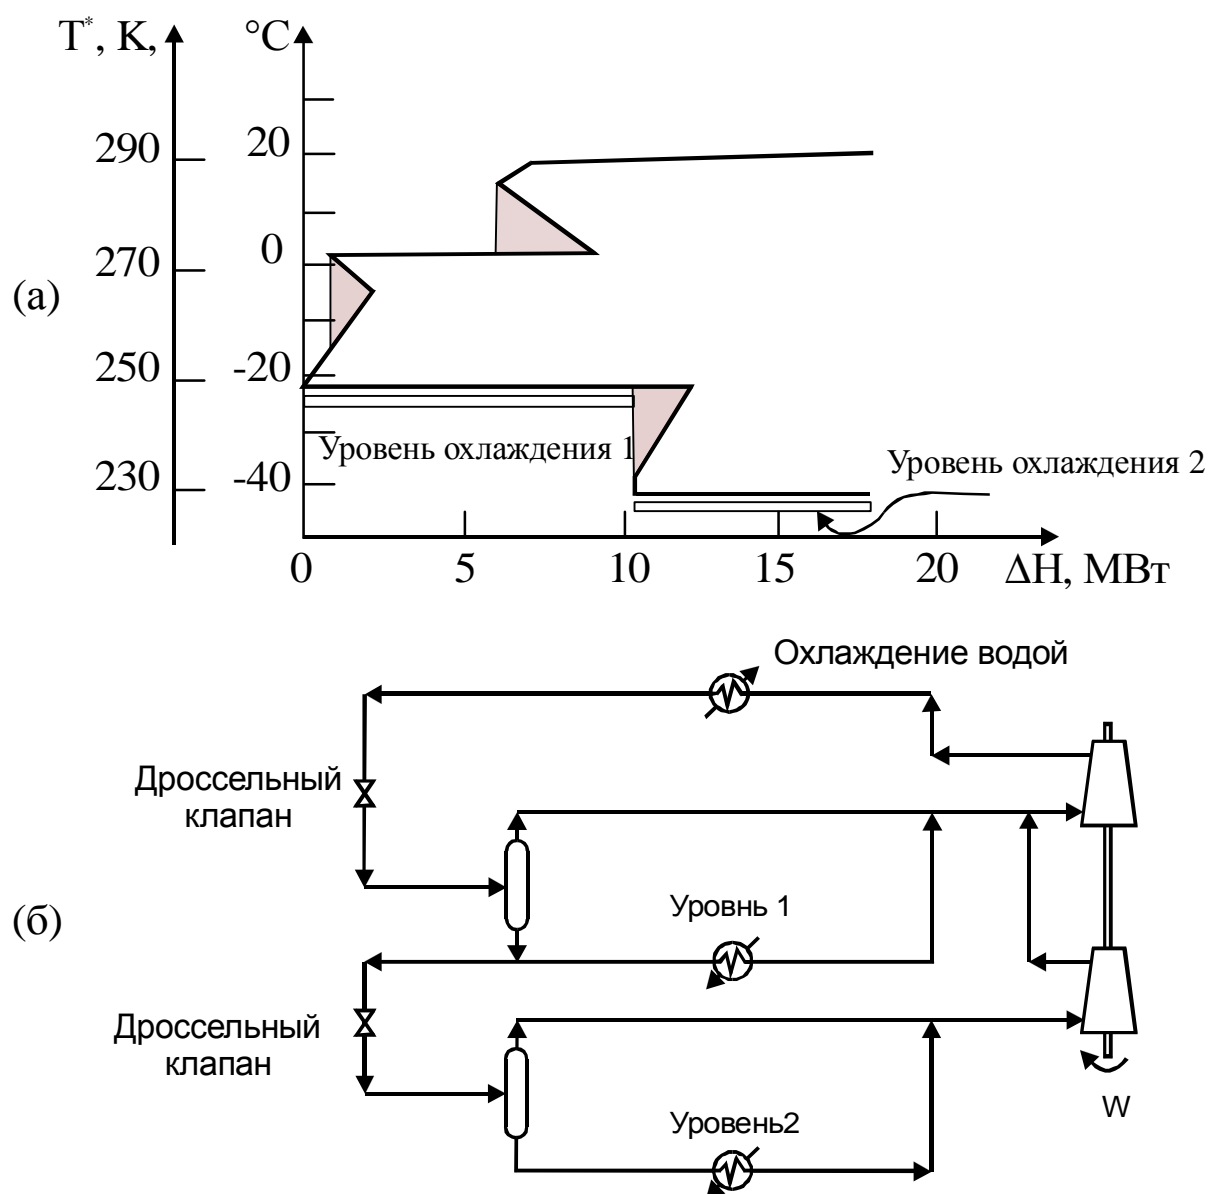 T*, K,
°C
290
20
270
0
(а)
250
-20
Уровень охлаждения 1
Уровень охлаждения 2
230
-40
0
5
10
15
20
ΔH, МВт
Охлаждение водой
Дроссельный
клапан
(б)
Уровнь 1
Дроссельный
клапан
Уровень2
W